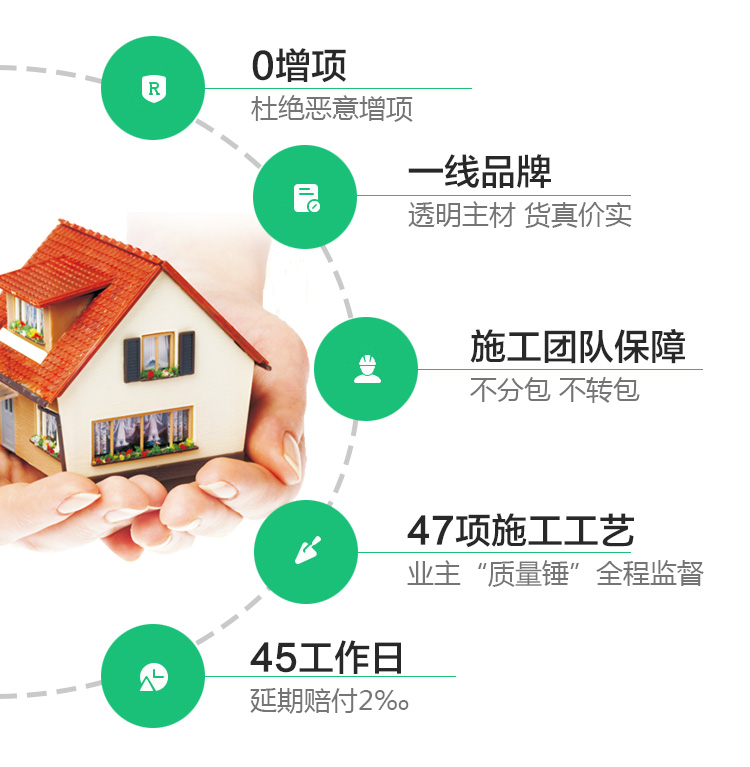 R
0增项
杜绝恶意增项
一线品牌
透明主材 货真价实
施工团队保障
不分包 不转包
47项施工工艺
业主“质量锤”全程监督
45工作日
延期赔付2‰